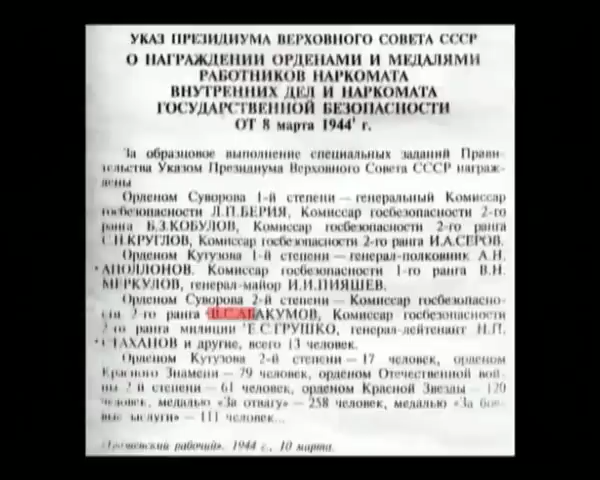 УКАЗ ПРЕЗИДИУМА ВЕРХОВНОГО СОВЕТА СССР
О НАГРАЖДЕНИИ ОРДЕНАМИ И МЕДАЛЯМИ
РАБОТНИКОВ НАРКОМАТА
ВНУТРЕННИХ ДЕЛ И НАРКОМАТА
ГОСУДАРСТВЕННОЙ БЕЗОПАСНОСТИ
ОТ 8 марта 1944 г.
За образцовое выполнение специальных заданий Прави-
тельства Указом Президиума Верховного Совета СССР награж-
дены
Орденом Суворова 1-й степени — генеральный Комиссар
госбезопасности Л.П.БЕРИЯ, Комиссар госбезопасности 2-го
ранга Б.З.КОБУЛОВ, Комиссар госбезопасности 2-го ранга
С.Н.КРУГЛОВ, Комиссар госбезопасности 2-го ранга И.А.СЕРОВ.
Орденом Кутузова 1-й степени — генерал-полковник А.Н.
АПОЛЛОНОВ, Комиссар госбезопасности 1-го ранга В.Н.
МЕРКУЛОВ, генерал-майор И.И.ПИЯШЕВ.
Орденом Суворова 2-й степени — Комиссар госбезопасно-
сти 2-го ранга В.С.АБАКУМОВ, Комиссар госбезопасности
2-го ранга милиции Е.С.ГРУШКО, генерал-лейтенант Н.П.
СТАХАНОВ и другие, всего 13 человек.
Орденом Кутузова 2-й степени — 17 человек, орденом
Красного Знамени — 79 человек, орденом Отечественной вой-
ны 2-й степени — 61 человек, орденом Красной Звезды — 120
человек, медалью «За отвагу» — 258 человек, медалью «За бое-
вые заслуги» — 111 человек...
рабочий». 1944 г., 10 марта.